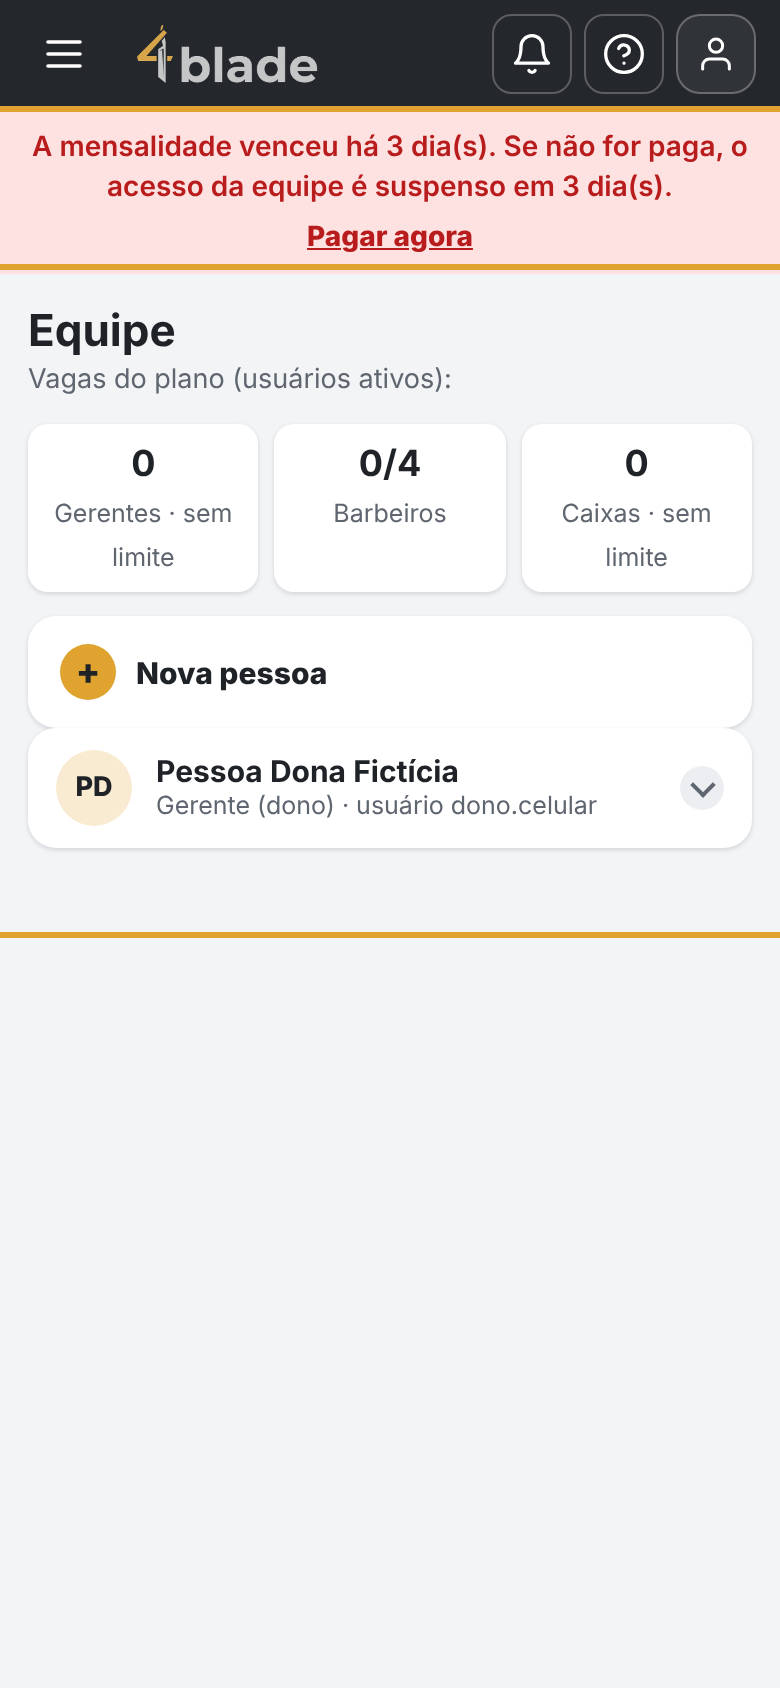 4blade
A mensalidade venceu há 3 dia(s). Se não for paga, o
acesso da equipe é suspenso em 3 dia(s).
Pagar agora
Equipe
Vagas do plano (usuários ativos):
0
Gerentes · sem
limite
0/4
Barbeiros
0
Caixas · sem
limite
+ Nova pessoa
PD
Pessoa Dona Fictícia
Gerente (dono) · usuário dono.celular